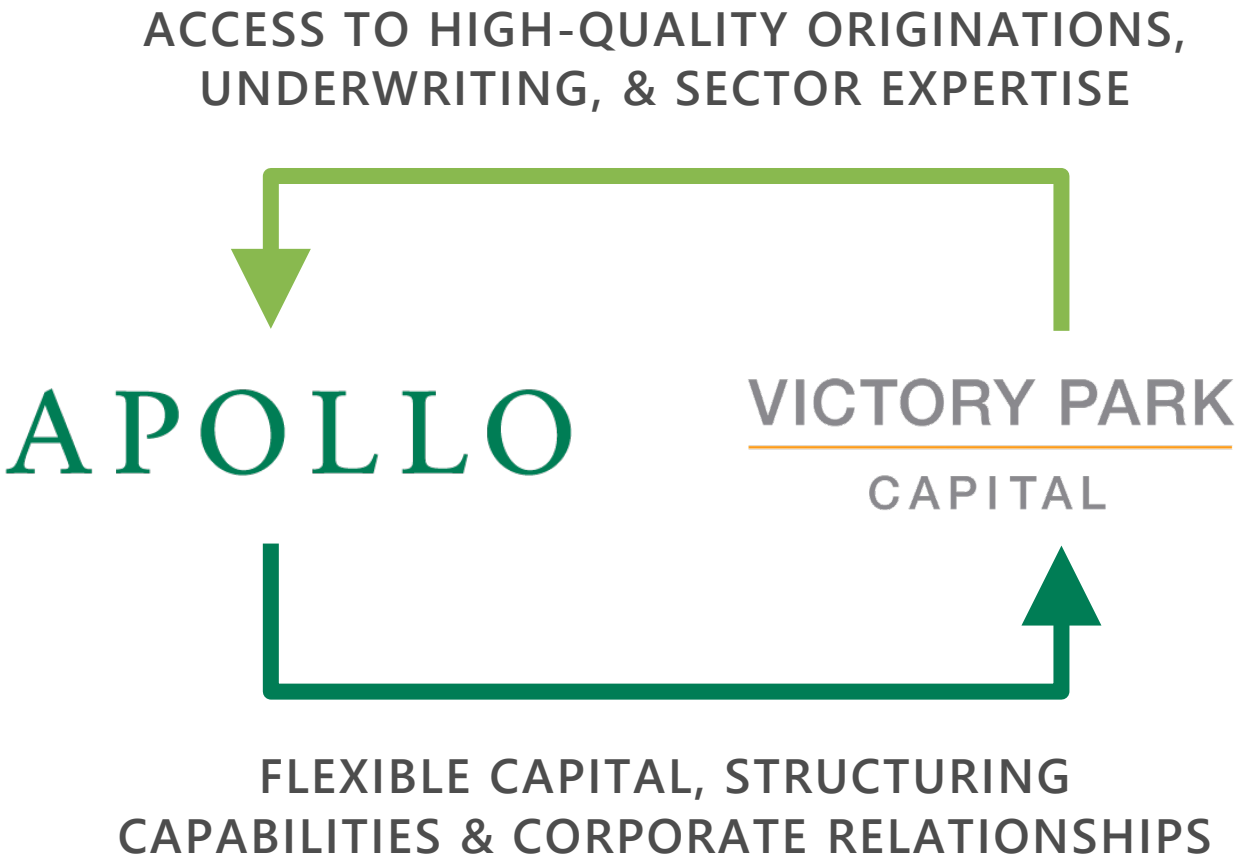 ACCESS TO HIGH-QUALITY ORIGINATIONS,
UNDERWRITING, & SECTOR EXPERTISE
APOLLO
VICTORY PARK
CAPITAL
FLEXIBLE CAPITAL, STRUCTURING
CAPABILITIES & CORPORATE RELATIONSHIPS